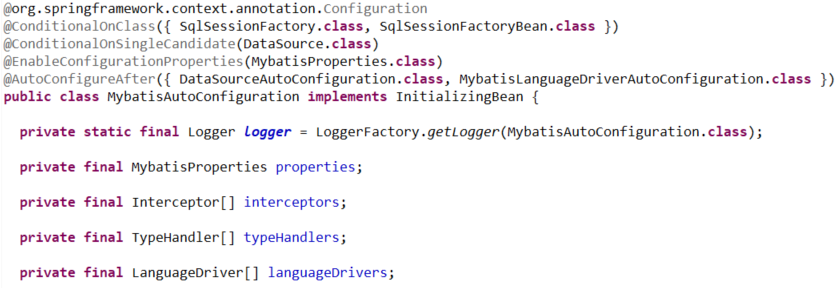 @org.springframework.context.annotation.Configuration
@ConditionalOnClass({ SqlSessionFactory.class, SqlSessionFactoryBean.class })
@ConditionalOnSingleCandidate(DataSource.class)
@EnableConfigurationProperties(MybatisProperties.class)
@AutoConfigureAfter({ DataSourceAutoConfiguration.class, MybatisLanguageDriverAutoConfiguration.class })
public class MybatisAutoConfiguration implements InitializingBean {
private static final Logger logger = LoggerFactory.getLogger(MybatisAutoConfiguration.class);
private final MybatisProperties properties;
private final Interceptor[] interceptors;
private final TypeHandler[] typeHandlers;
private final LanguageDriver[] languageDrivers;